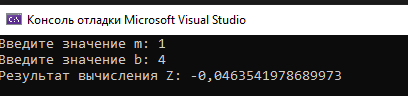 Консоль отладки Microsoft Visual Studio
Введите значение m: 1
Введите значение b: 4
Результат вычисления Z: -0,0463541978689973